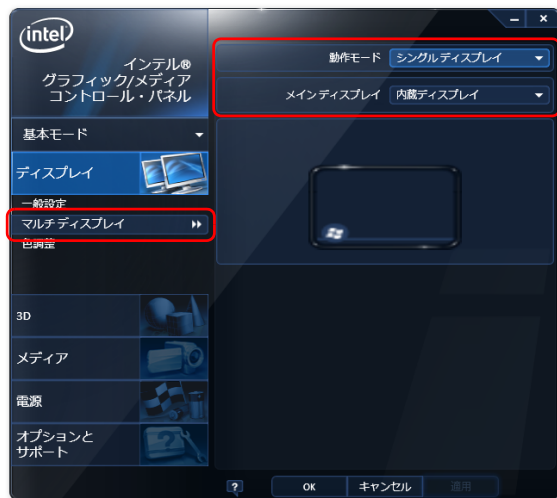 intel
インテル®
グラフィック/メディア
コントロール・パネル
動作モード シングルディスプレイ
メインディスプレイ 内蔵ディスプレイ
基本モード
ディスプレイ
一般設定
マルチディスプレイ
色調整
3D
メディア
電源
オプションと
サポート
? OK キャンセル 適用